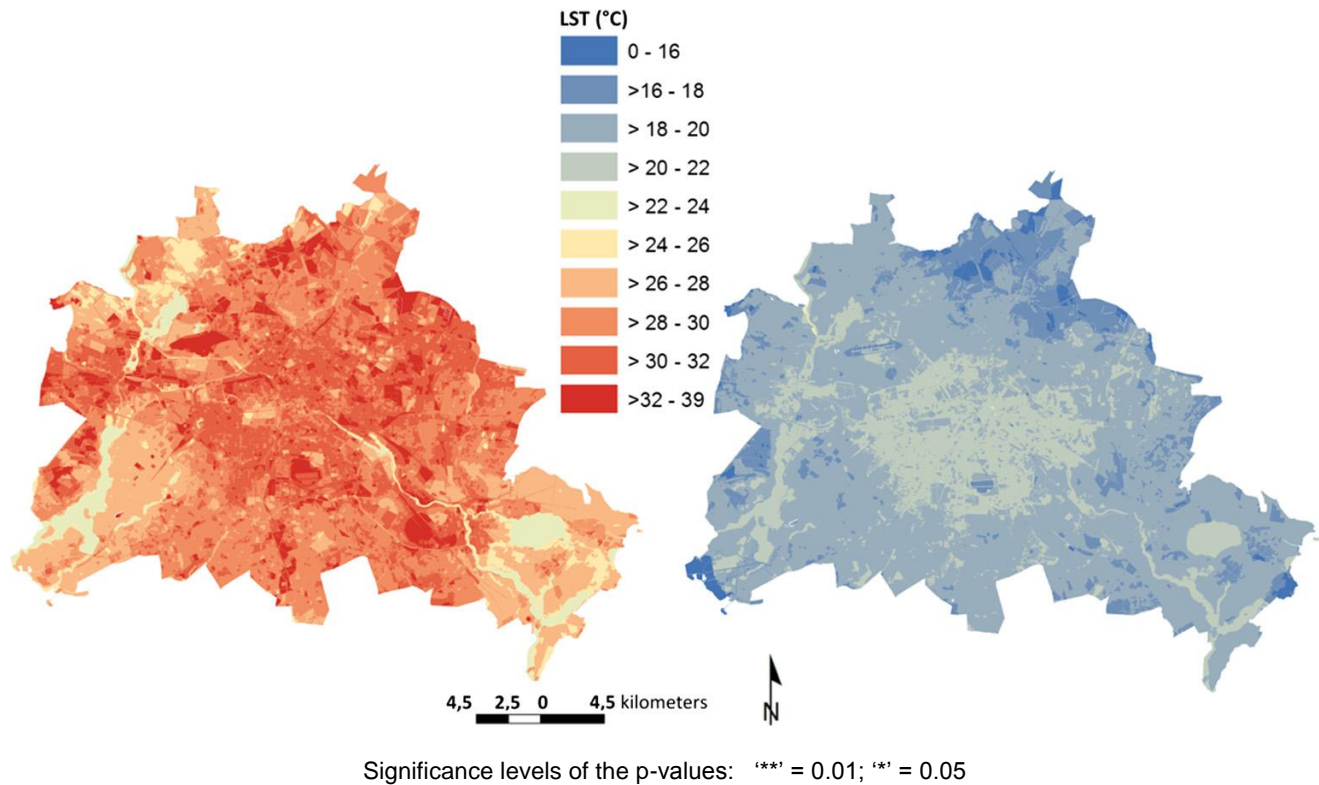 LST (°C)
0 - 16
>16 - 18
> 18 - 20
> 20 - 22
> 22 - 24
> 24 - 26
> 26 - 28
> 28 - 30
> 30 - 32
>32 - 39
4,5 2,5 0 4,5 kilometers
N
Significance levels of the p-values: ‘**’ = 0.01; ‘*’ = 0.05